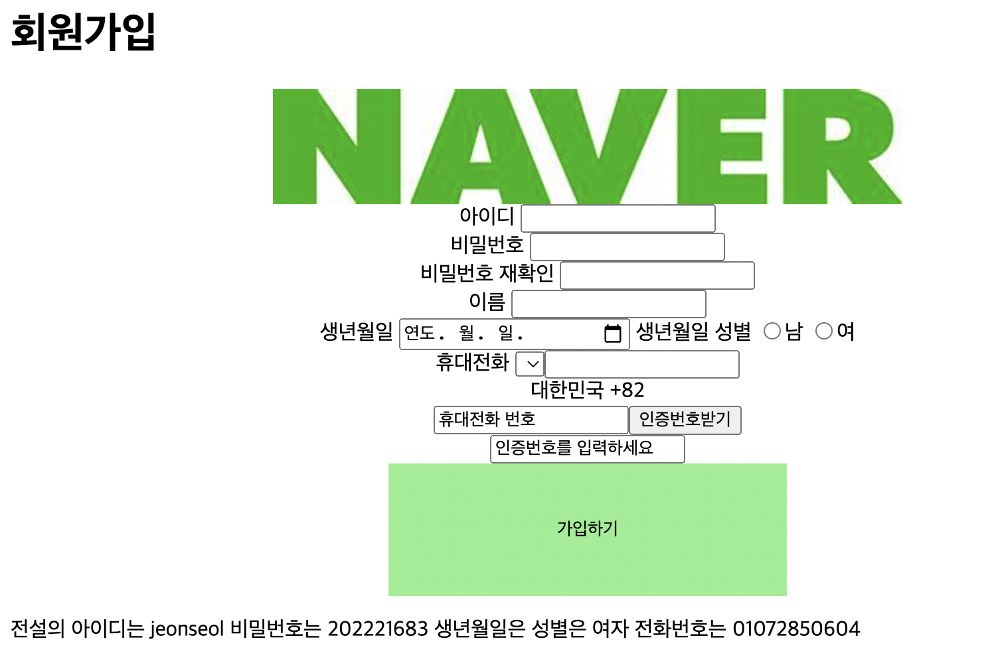 회원가입
NAVER
아이디
비밀번호
비밀번호 재확인
이름
생년월일 연도. 월. 일. 생년월일 성별 남 여
휴대전화
대한민국 +82
휴대전화 번호 인증번호받기
인증번호를 입력하세요
가입하기
전설의 아이디는 jeonseol 비밀번호는 202221683 생년월일은 성별은 여자 전화번호는 01072850604